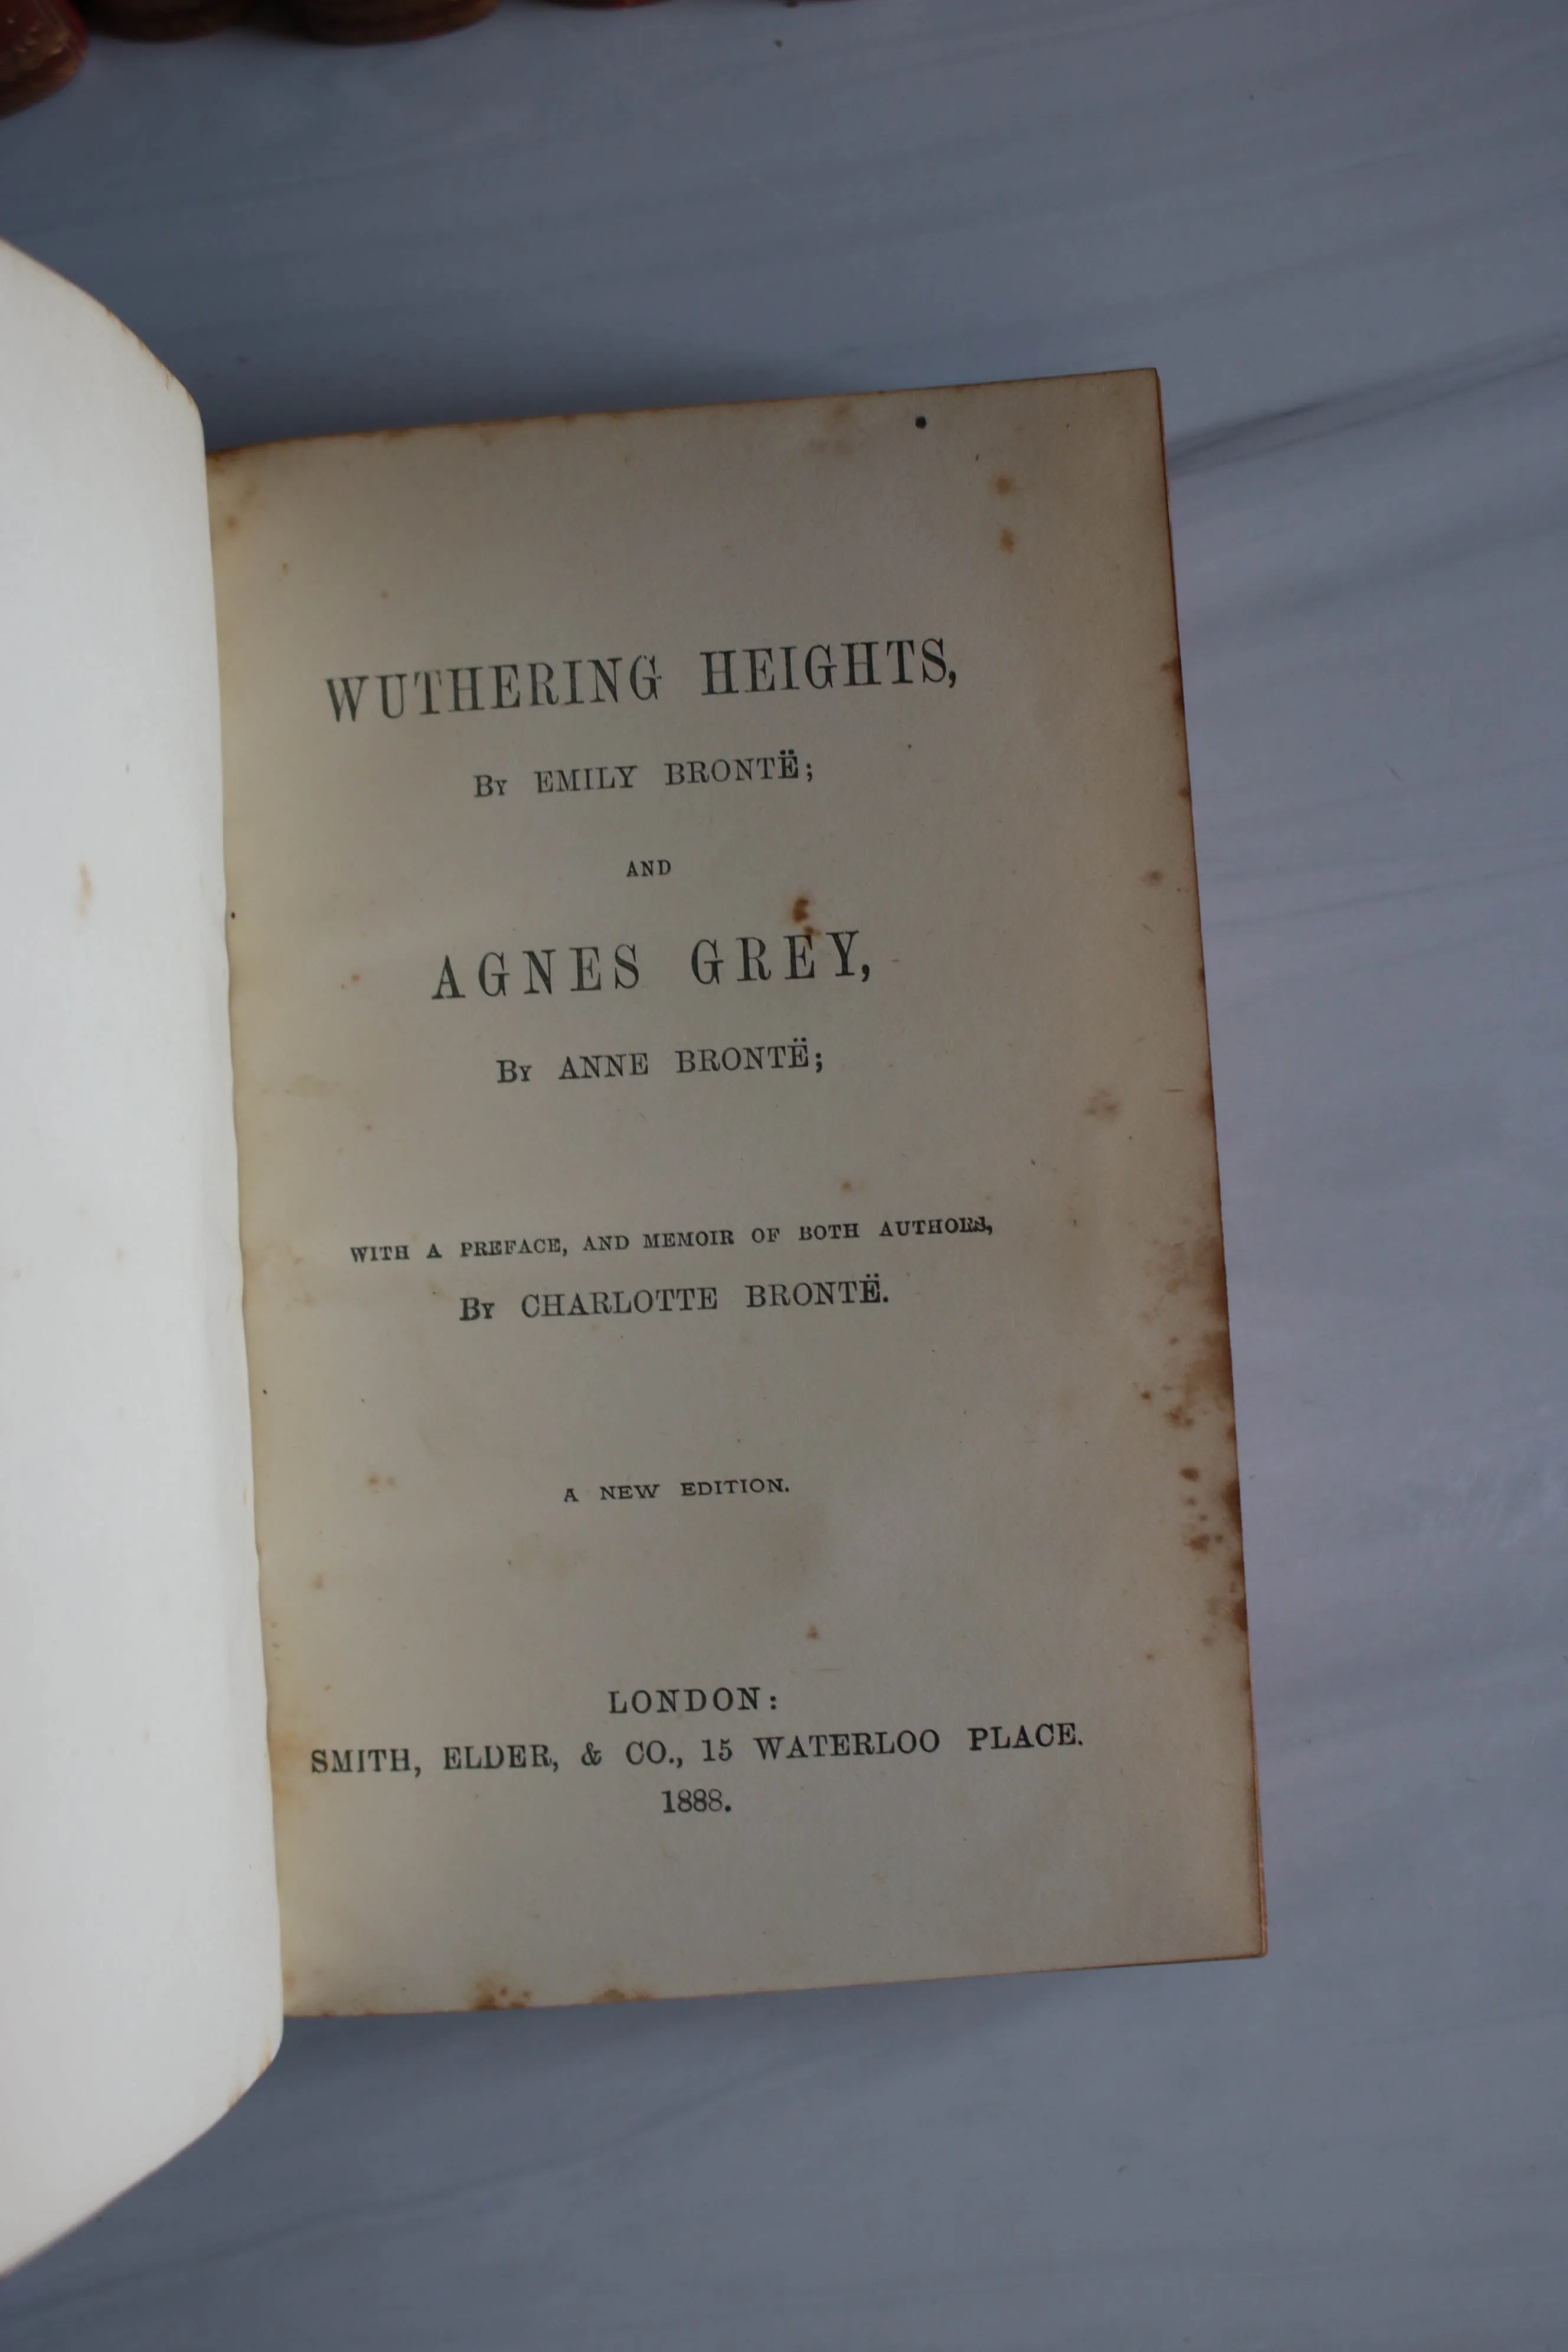 WUTHERING HEIGHTS,
By EMILY BRONTË;
AND
AGNES GREY,
By ANNE BRONTË;
WITH A PREFACE, AND MEMOIR OF BOTH AUTHORS,
By CHARLOTTE BRONTË.
A NEW EDITION.
LONDON:
SMITH, ELDER, & CO., 15 WATERLOO PLACE.
1888.